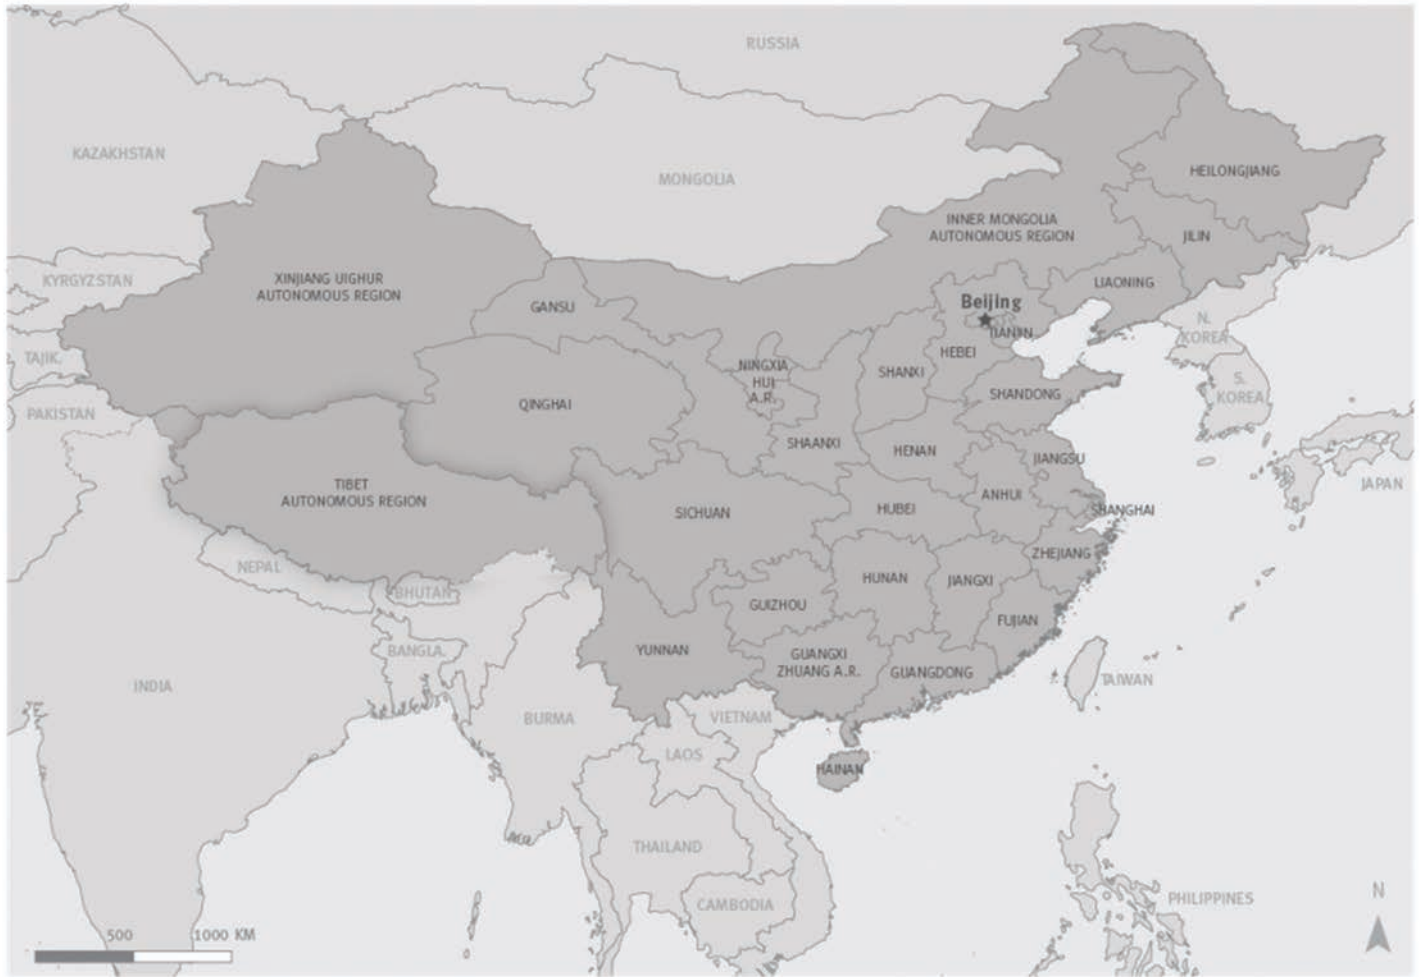 RUSSIA
KAZAKHSTAN
MONGOLIA
HEILONGJIANG
INNER MONGOLIA
AUTONOMOUS REGION
JILIN
KYRGYZSTAN
XINJIANG UIGHUR
AUTONOMOUS REGION
GANSU
LIAONING
Beijing
TIANJIN
N.
KOREA
TAJIK.
HEBEI
NINGXIA
HUI
A.R.
SHANXI
S.
KOREA
PAKISTAN
QINGHAI
SHANDONG
SHAANXI
HENAN
JIANGSU
JAPAN
TIBET
AUTONOMOUS REGION
SICHUAN
HUBEI
ANHUI
SHANGHAI
ZHEJIANG
NEPAL
BHUTAN
HUNAN
JIANGXI
GUIZHOU
FUJIAN
BANGLA.
YUNNAN
GUANGXI
ZHUANG A.R.
GUANGDONG
TAIWAN
INDIA
BURMA
VIETNAM
LAOS
HAINAN
THAILAND
CAMBODIA
PHILIPPINES
N
500
1000 KM